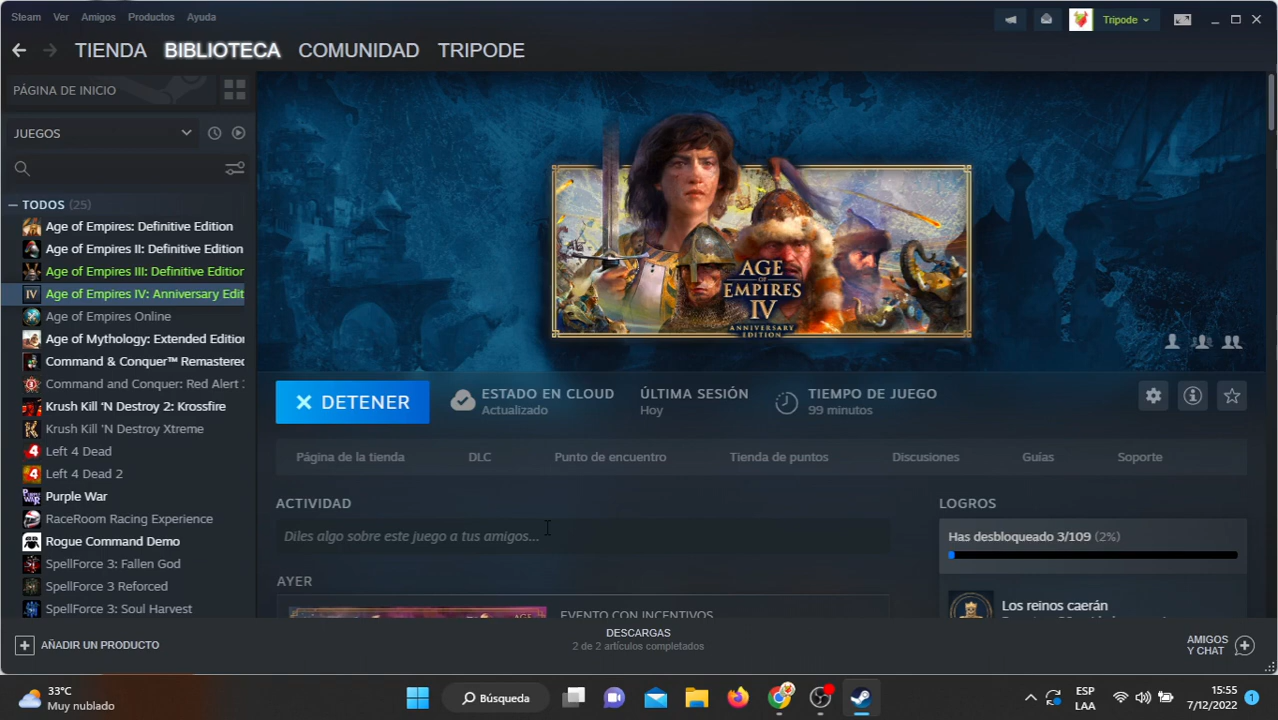 Steam Ver Amigos Productos Ayuda
Tripode
TIENDA BIBLIOTECA COMUNIDAD TRIPODE
PÁGINA DE INICIO
JUEGOS
TODOS (25)
Age of Empires: Definitive Edition
Age of Empires II: Definitive Edition
Age of Empires III: Definitive Edition
Age of Empires IV: Anniversary Edit
Age of Empires Online
Age of Mythology: Extended Edition
Command & Conquer™ Remastered
Command and Conquer: Red Alert
Krush Kill 'N Destroy 2: Krossfire
Krush Kill 'N Destroy Xtreme
Left 4 Dead
Left 4 Dead 2
Purple War
RaceRoom Racing Experience
Rogue Command Demo
SpellForce 3: Fallen God
SpellForce 3 Reforced
SpellForce 3: Soul Harvest
AGE
OF
EMPIRES
IV
ANNIVERSARY
EDITION
DETENER
ESTADO EN CLOUD
Actualizado
ÚLTIMA SESIÓN
Hoy
TIEMPO DE JUEGO
99 minutos
Página de la tienda DLC Punto de encuentro Tienda de puntos Discusiones Guías Soporte
ACTIVIDAD
Diles algo sobre este juego a tus amigos...
AYER
EVENTO CON INCENTIVOS
LOGROS
Has desbloqueado 3/109 (2%)
Los reinos caerán
AÑADIR UN PRODUCTO
DESCARGAS
2 de 2 artículos completados
AMIGOS
Y CHAT
33°C
Muy nublado
Búsqueda
ESP
LAA
15:55
7/12/2022
1